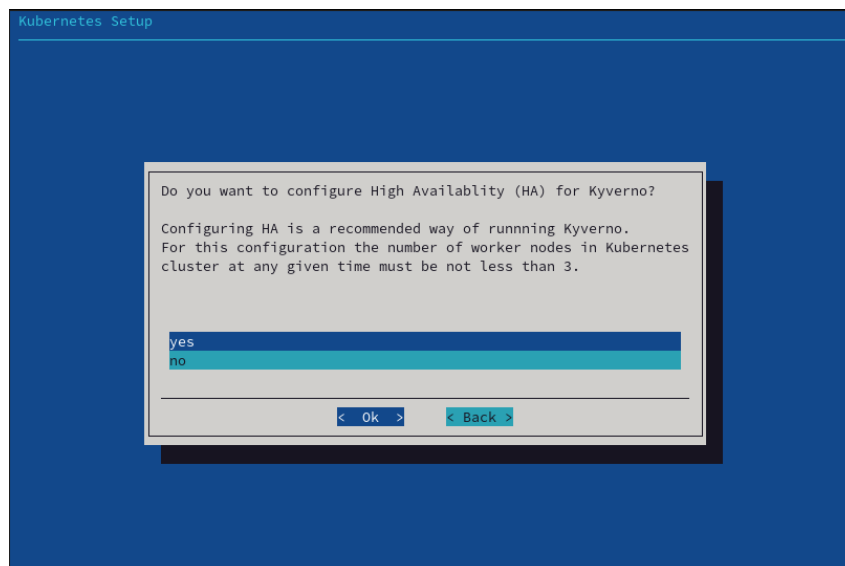 Kubernetes Setup
Do you want to configure High Availablity (HA) for Kyverno?
Configuring HA is a recommended way of runnning Kyverno.
For this configuration the number of worker nodes in Kubernetes
cluster at any given time must be not less than 3.
yes
no
< Ok > < Back >